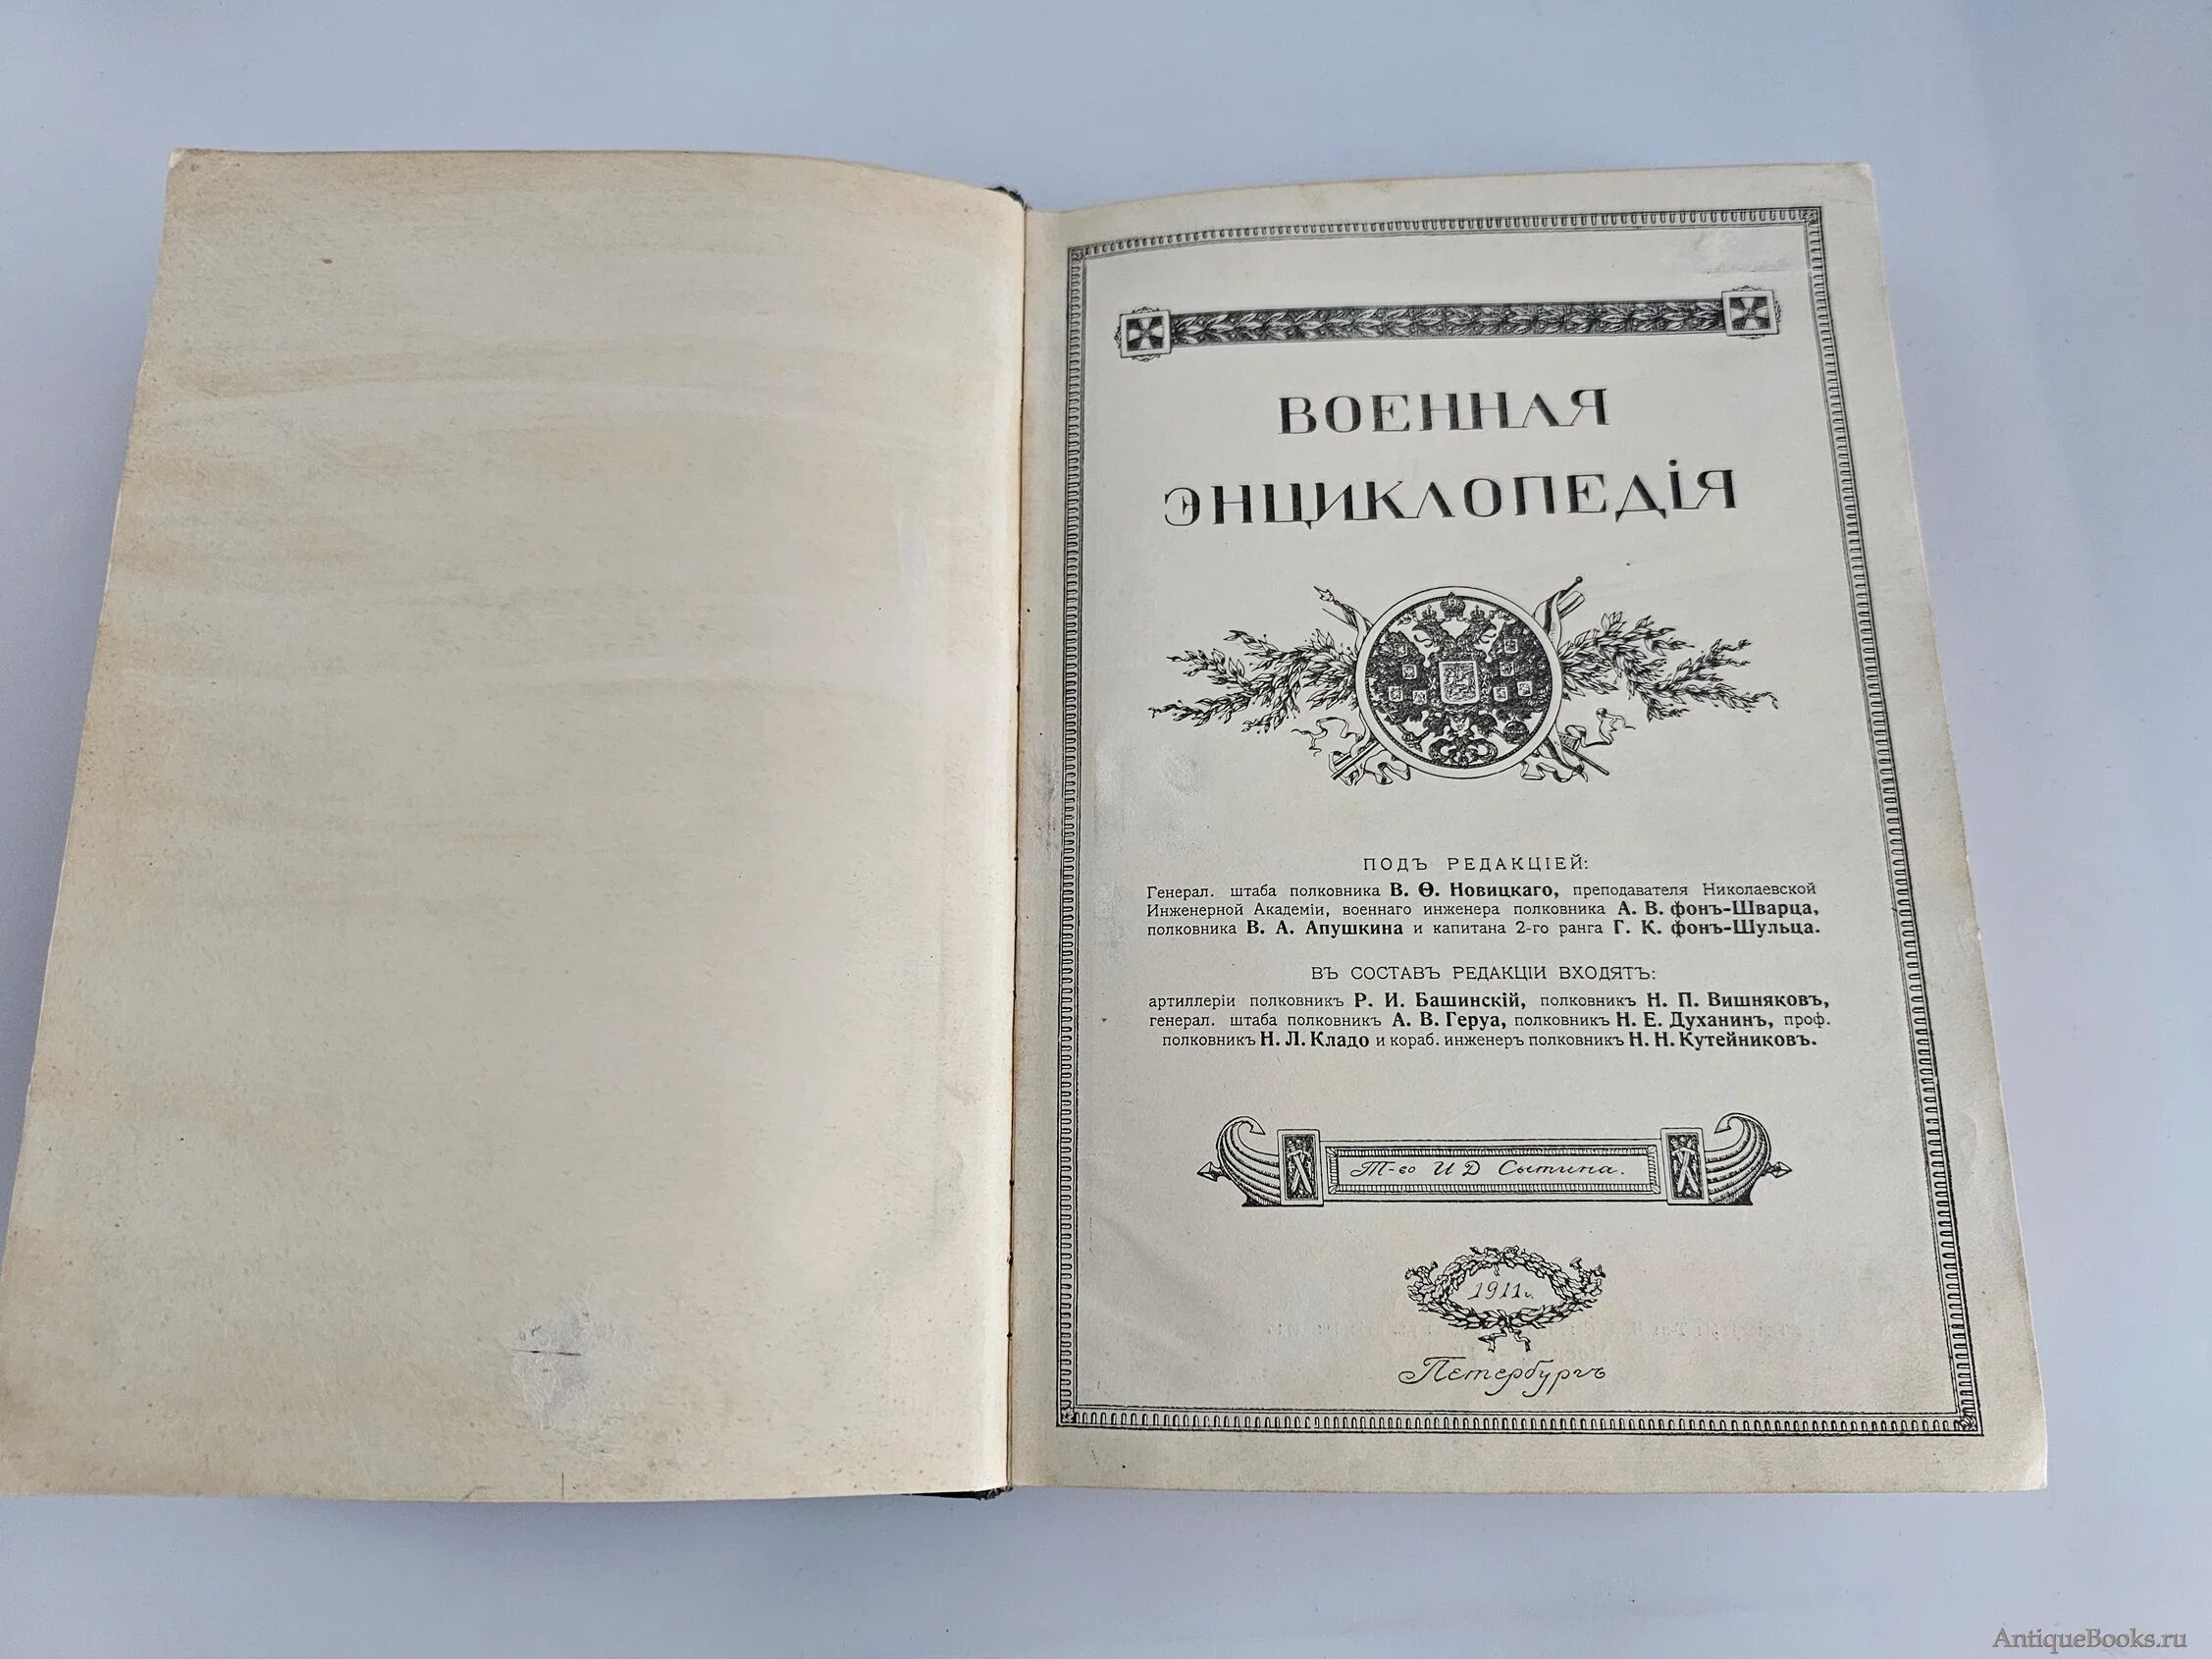 ВОЕННАЯ
ЭНЦИКЛОПЕДІЯ
ПОДЪ РЕДАКЦІЕЙ:
Генерал. штаба полковника В. Ѳ. Новицкаго, преподавателя Николаевской
Инженерной Академіи, военнаго инженера полковника А. В. фонъ-Шварца,
полковника В. А. Апушкина и капитана 2-го ранга Г. К. фонъ-Шульца.
ВЪ СОСТАВЪ РЕДАКЦІИ ВХОДЯТЪ:
артиллеріи полковникъ Р. И. Башинскій, полковникъ Н. П. Вишняковъ,
генерал. штаба полковникъ А. В. Геруа, полковникъ Н. Е. Духанинъ, проф.
полковникъ Н. Л. Кладо и кораб. инженеръ полковникъ Н. Н. Кутейниковъ.
Т-во И Д Сытина.
1911г.
Петербургъ
AntiqueBooks.ru